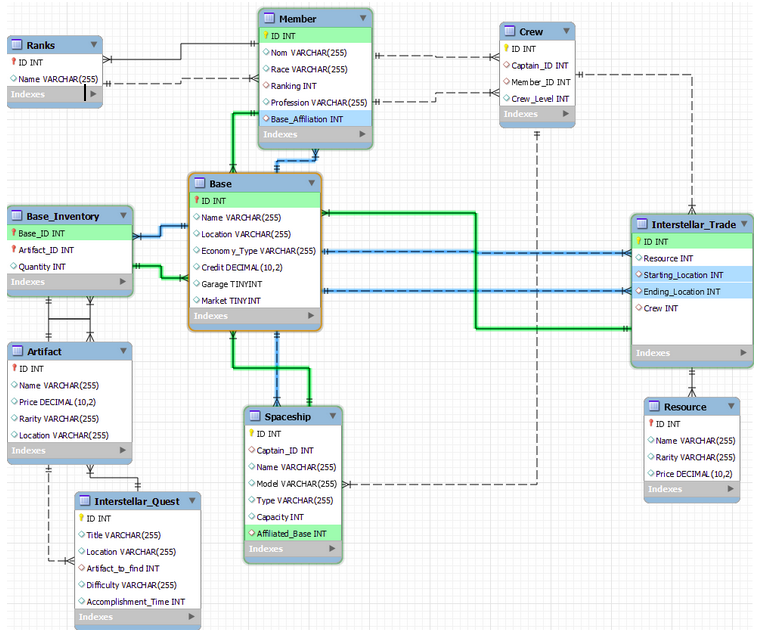 Ranks
ID INT
Name VARCHAR(255)
Indexes
Member
ID INT
Nom VARCHAR(255)
Race VARCHAR(255)
Ranking INT
Profession VARCHAR(255)
Base_Affiliation INT
Indexes
Crew
ID INT
Captain_ID INT
Member_ID INT
Crew_Level INT
Indexes
Base
ID INT
Name VARCHAR(255)
Location VARCHAR(255)
Economy_Type VARCHAR(255)
Credit DECIMAL(10,2)
Garage TINYINT
Market TINYINT
Indexes
Base_Inventory
Base_ID INT
Artifact_ID INT
Quantity INT
Indexes
Interstellar_Trade
ID INT
Resource INT
Starting_Location INT
Ending_Location INT
Crew INT
Indexes
Artifact
ID INT
Name VARCHAR(255)
Price DECIMAL(10,2)
Rarity VARCHAR(255)
Location VARCHAR(255)
Indexes
Spaceship
ID INT
Captain_ID INT
Name VARCHAR(255)
Model VARCHAR(255)
Type VARCHAR(255)
Capacity INT
Affiliated_Base INT
Indexes
Resource
ID INT
Name VARCHAR(255)
Rarity VARCHAR(255)
Price DECIMAL(10,2)
Indexes
Interstellar_Quest
ID INT
Title VARCHAR(255)
Location VARCHAR(255)
Artifact_to_find INT
Difficulty VARCHAR(255)
Accomplishment_Time INT
Indexes